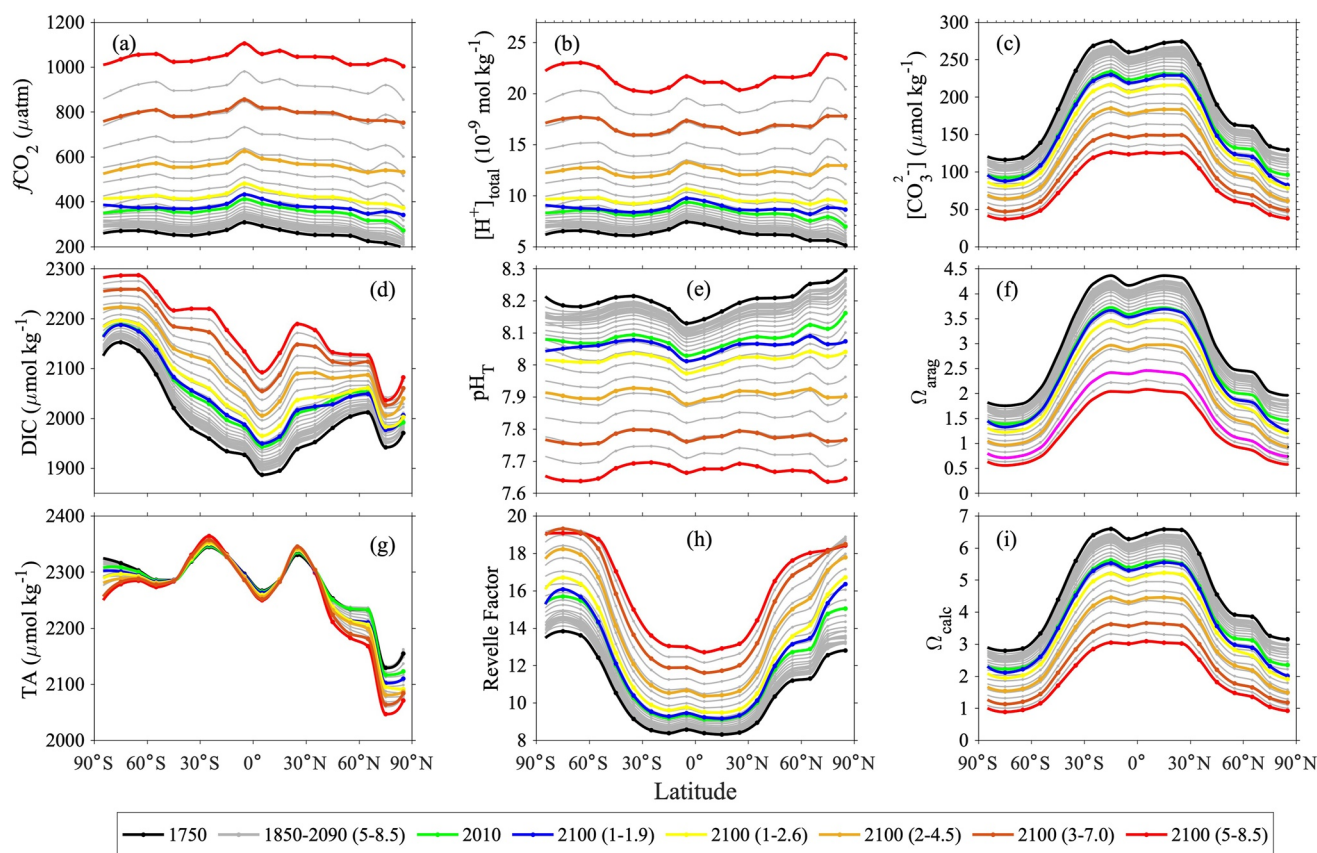 (a)
1200
1000
800
600
400
200
fCO2 (µatm)
(b)
25
20
15
10
5
[H+]total (10-9 mol kg-1)
(c)
300
250
200
150
100
50
0
[CO32-] (µmol kg-1)
(d)
2300
2200
2100
2000
1900
DIC (µmol kg-1)
(e)
8.3
8.2
8.1
8
7.9
7.8
7.7
7.6
pHT
(f)
4.5
4
3.5
3
2.5
2
1.5
1
0.5
0
Ωarag
(g)
2400
2300
2200
2100
2000
TA (µmol kg-1)
90°S 60°S 30°S 0° 30°N 60°N 90°N
(h)
20
18
16
14
12
10
8
Revelle Factor
90°S 60°S 30°S 0° 30°N 60°N 90°N
(i)
7
6
5
4
3
2
1
0
Ωcalc
90°S 60°S 30°S 0° 30°N 60°N 90°N
Latitude
1750 1850-2090 (5-8.5) 2010 2100 (1-1.9) 2100 (1-2.6) 2100 (2-4.5) 2100 (3-7.0) 2100 (5-8.5)